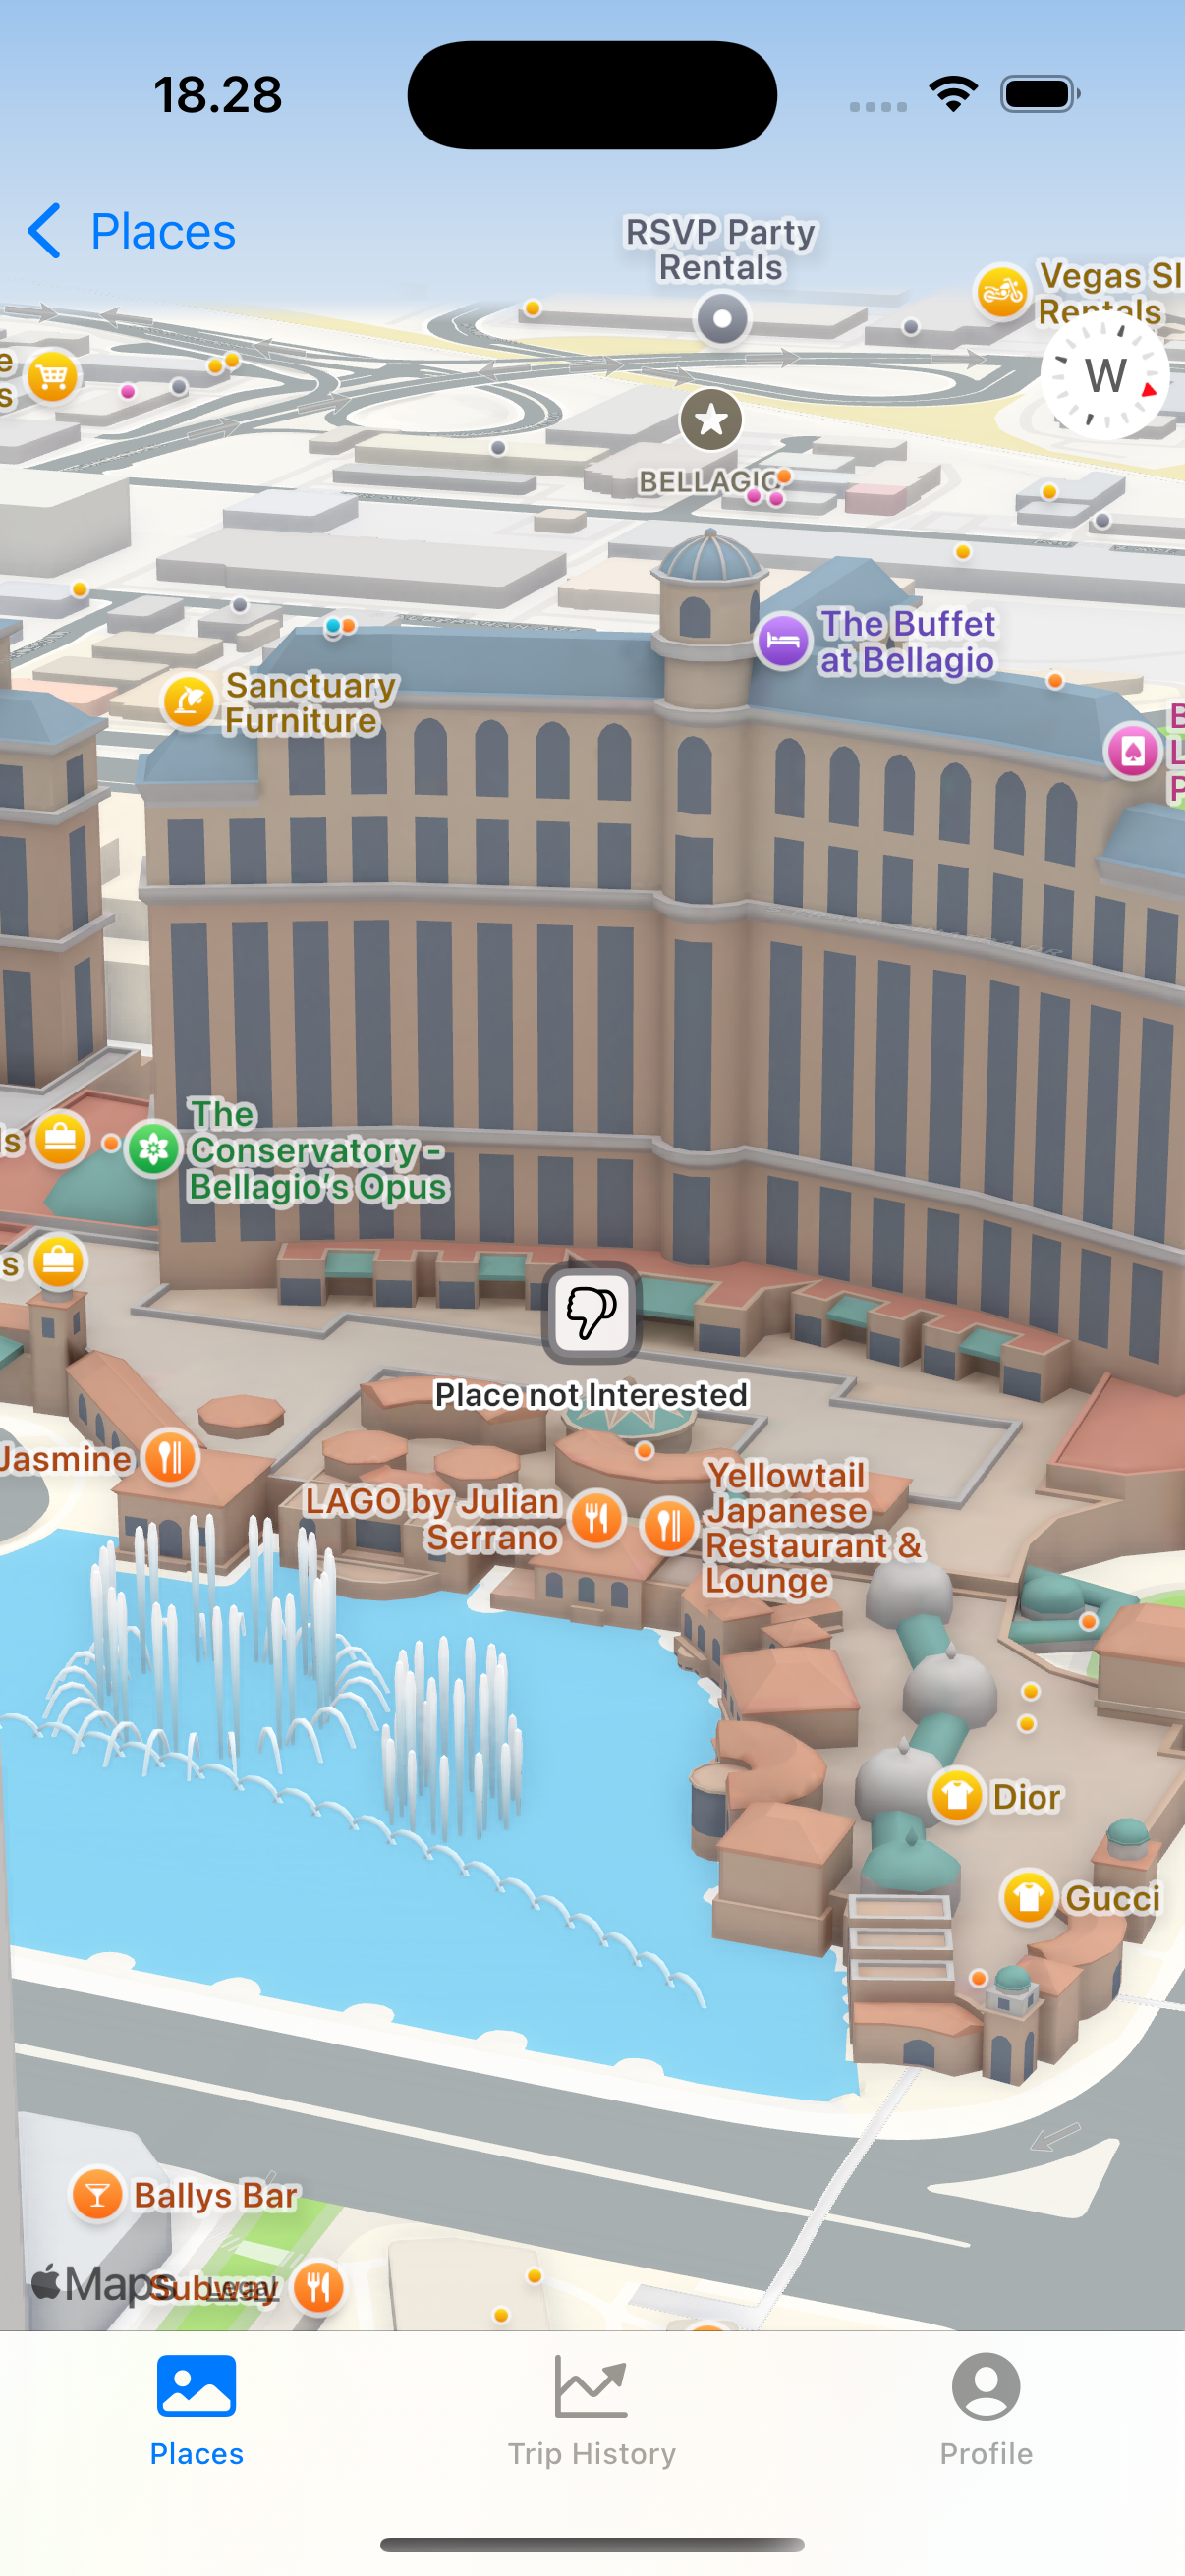 18.28
Places
RSVP Party
Rentals
Vegas Sl
Rentals
W
BELLAGIO
The Buffet
at Bellagio
Sanctuary
Furniture
The
Conservatory -
Bellagio's Opus
Place not Interested
Jasmine
LAGO by Julian
Serrano
Yellowtail
Japanese
Restaurant &
Lounge
Dior
Gucci
Ballys Bar
Maps
Subway
Legal
Places
Trip History
Profile